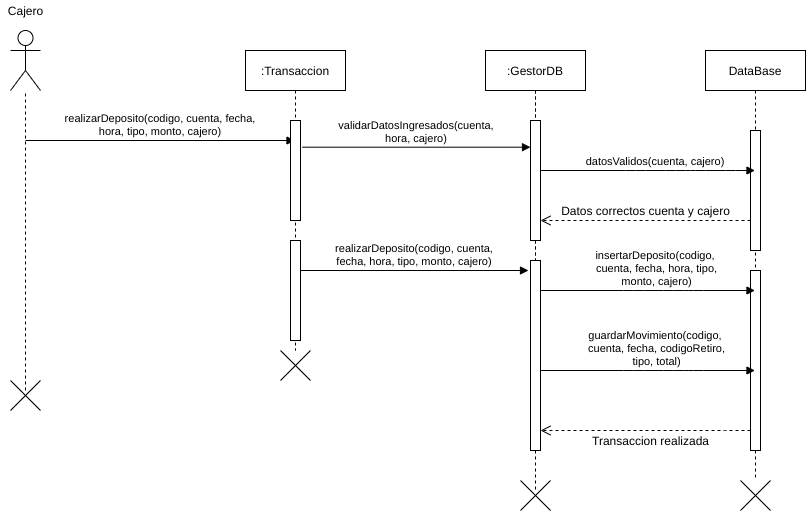 Cajero
:Transaccion
:GestorDB
DataBase
realizarDeposito(codigo, cuenta, fecha,
hora, tipo, monto, cajero)
validarDatosIngresados(cuenta,
hora, cajero)
datosValidos(cuenta, cajero)
Datos correctos cuenta y cajero
realizarDeposito(codigo, cuenta,
fecha, hora, tipo, monto, cajero)
insertarDeposito(codigo,
cuenta, fecha, hora, tipo,
monto, cajero)
guardarMovimiento(codigo,
cuenta, fecha, codigoRetiro,
tipo, total)
Transaccion realizada